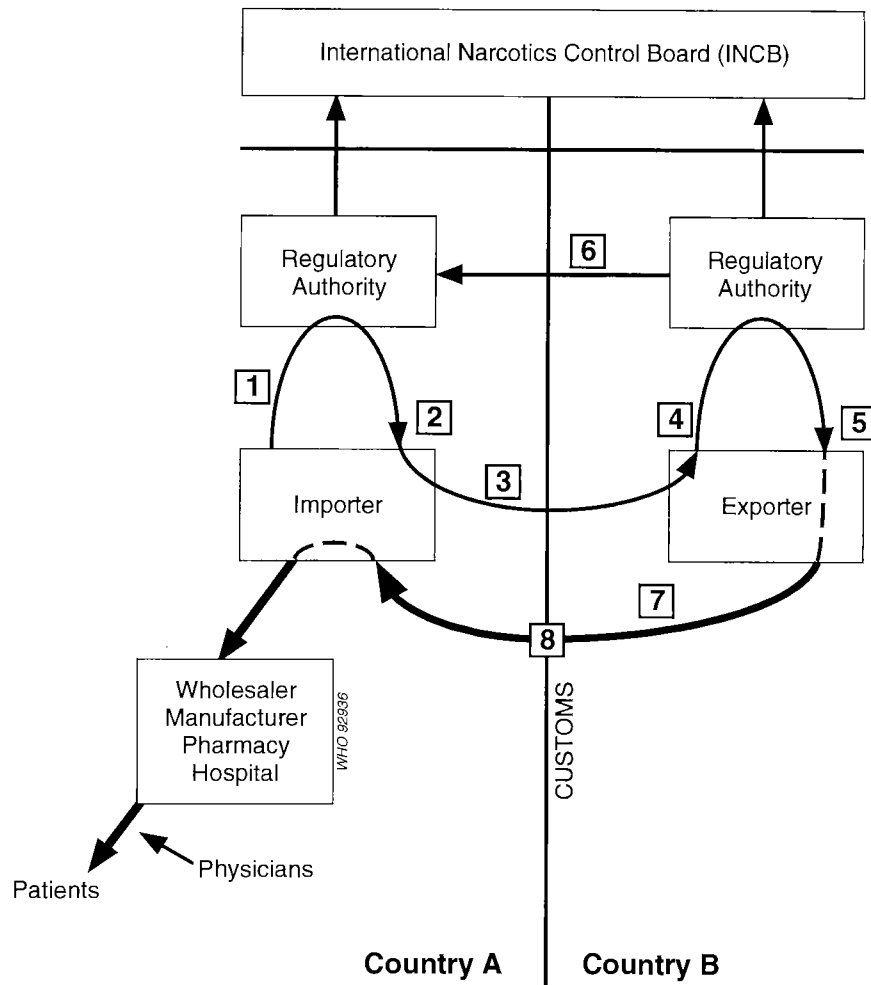 International Narcotics Control Board (INCB)
Regulatory
Authority
Regulatory
Authority
6
1
2
3
4
5
Importer
Exporter
7
8
Wholesaler
Manufacturer
Pharmacy
Hospital
WHO 92936
CUSTOMS
Physicians
Patients
Country A
Country B